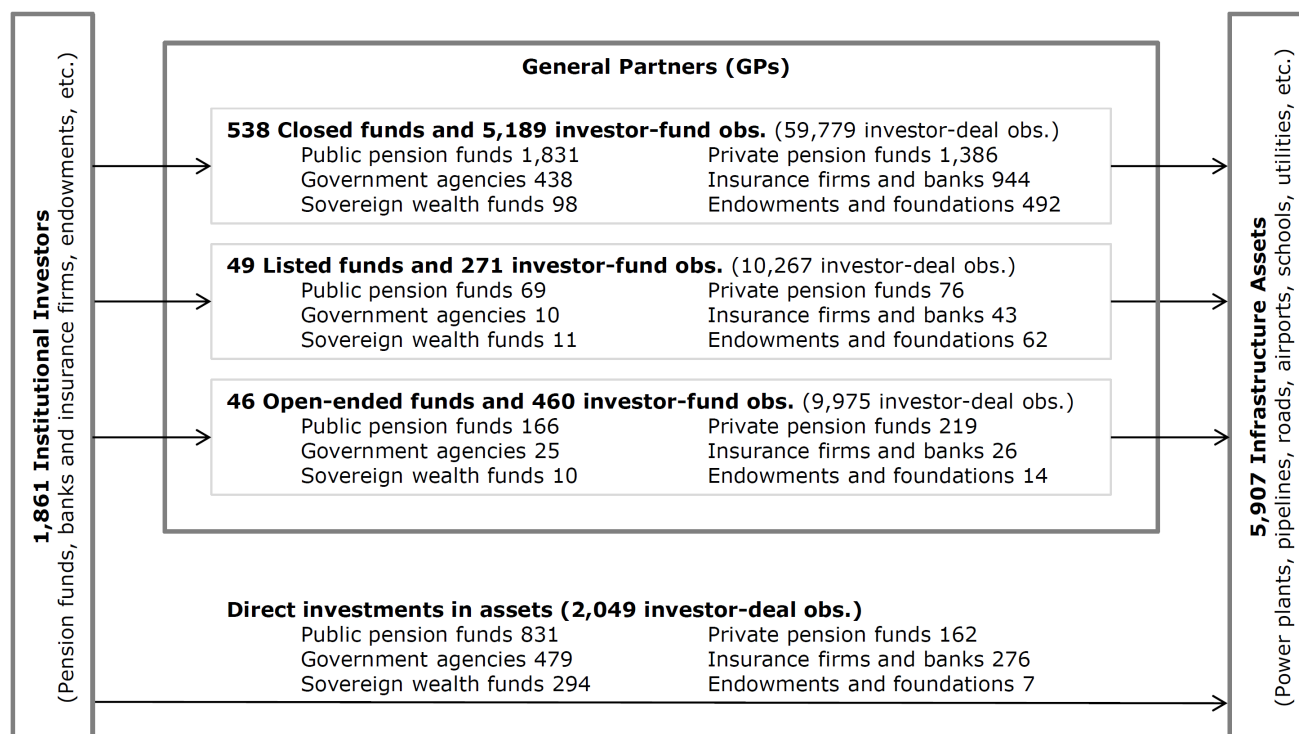 1,861 Institutional Investors
(Pension funds, banks and insurance firms, endowments, etc.)
General Partners (GPs)
538 Closed funds and 5,189 investor-fund obs. (59,779 investor-deal obs.)
Public pension funds 1,831 Private pension funds 1,386
Government agencies 438 Insurance firms and banks 944
Sovereign wealth funds 98 Endowments and foundations 492
49 Listed funds and 271 investor-fund obs. (10,267 investor-deal obs.)
Public pension funds 69 Private pension funds 76
Government agencies 10 Insurance firms and banks 43
Sovereign wealth funds 11 Endowments and foundations 62
46 Open-ended funds and 460 investor-fund obs. (9,975 investor-deal obs.)
Public pension funds 166 Private pension funds 219
Government agencies 25 Insurance firms and banks 26
Sovereign wealth funds 10 Endowments and foundations 14
Direct investments in assets (2,049 investor-deal obs.)
Public pension funds 831 Private pension funds 162
Government agencies 479 Insurance firms and banks 276
Sovereign wealth funds 294 Endowments and foundations 7
5,907 Infrastructure Assets
(Power plants, pipelines, roads, airports, schools, utilities, etc.)